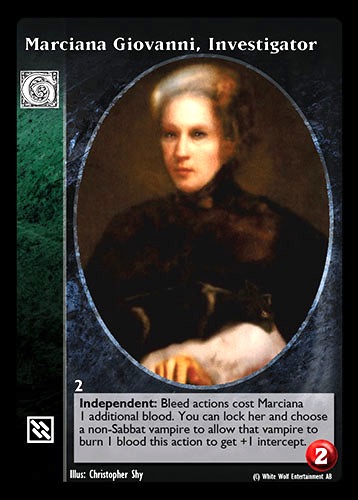 Marciana Giovanni, Investigator
2
Independent: Bleed actions cost Marciana
1 additional blood. You can lock her and choose
a non-Sabbat vampire to allow that vampire to
burn 1 blood this action to get +1 intercept.
2
Illus: Christopher Shy
(C) White Wolf Entertainment AB